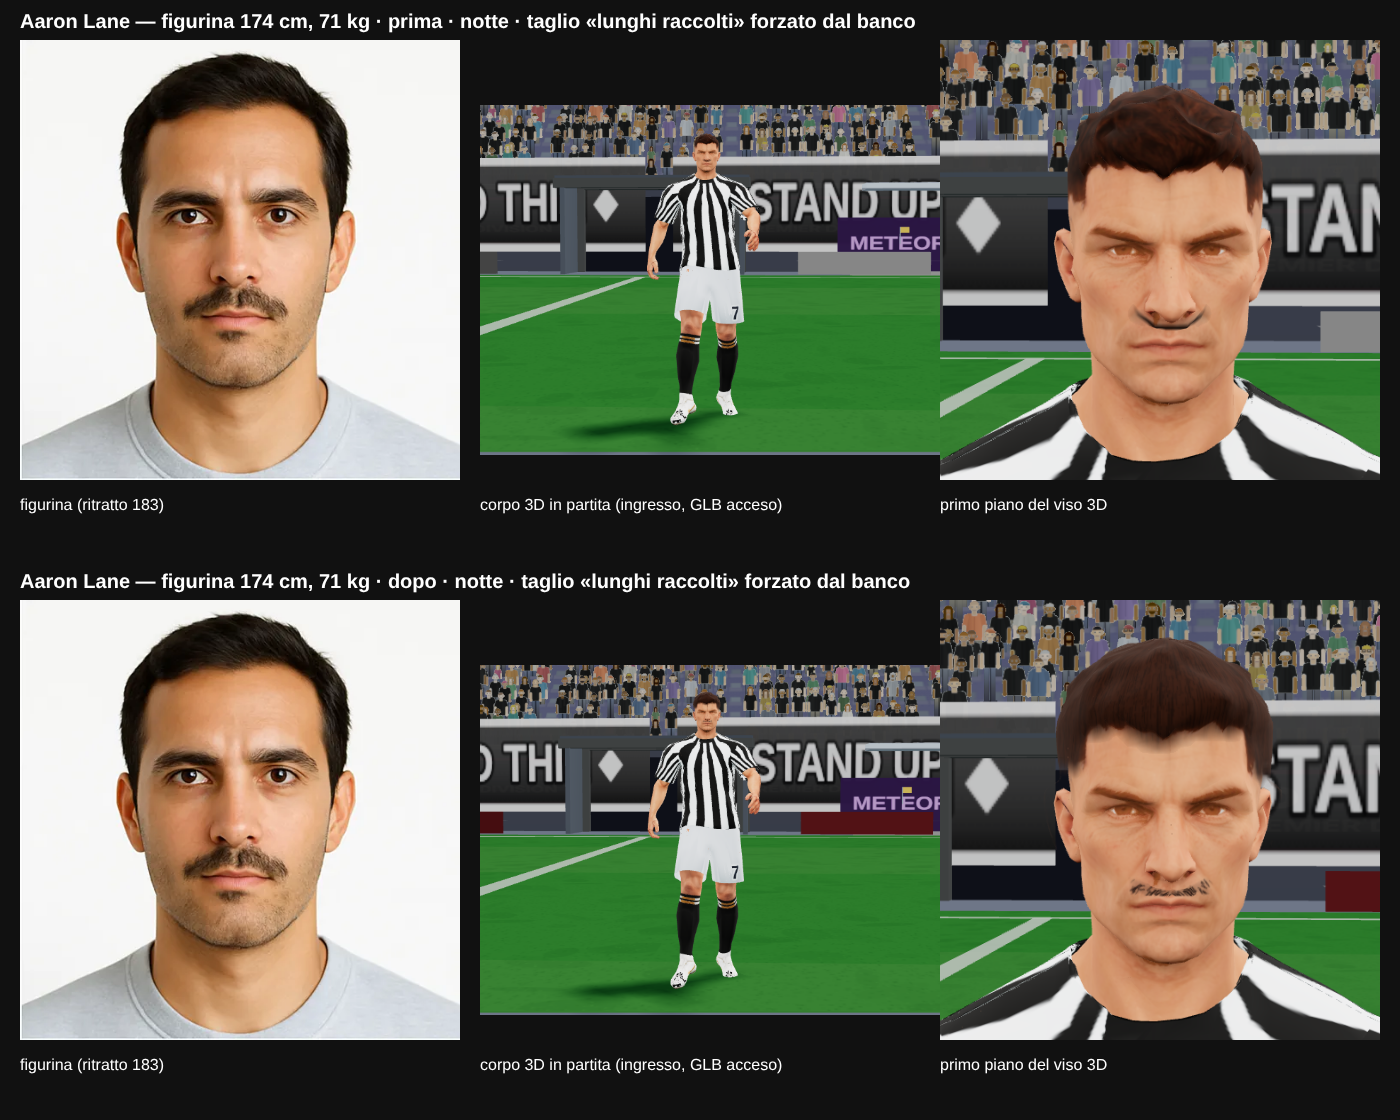 Aaron Lane — figurina 174 cm, 71 kg · prima · notte · taglio «lunghi raccolti» forzato dal banco
D THI STAND UP STAN
METEOR
7
figurina (ritratto 183)
corpo 3D in partita (ingresso, GLB acceso)
primo piano del viso 3D
Aaron Lane — figurina 174 cm, 71 kg · dopo · notte · taglio «lunghi raccolti» forzato dal banco
D THI STAND UP STAN
METEOR
7
figurina (ritratto 183)
corpo 3D in partita (ingresso, GLB acceso)
primo piano del viso 3D